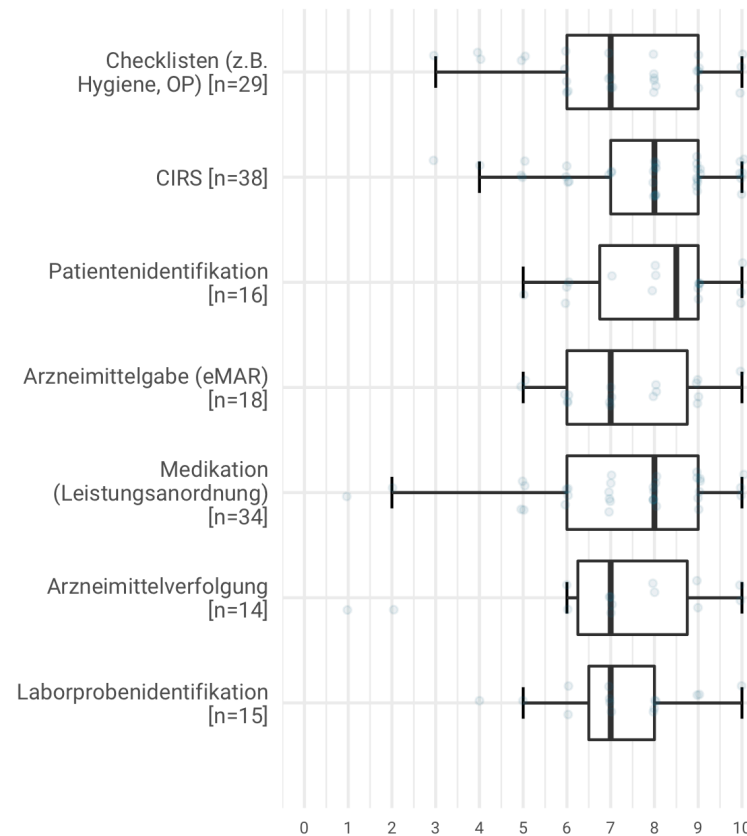 Checklisten (z.B.
Hygiene, OP) [n=29]
CIRS [n=38]
Patientenidentifikation
[n=16]
Arzneimittelgabe (eMAR)
[n=18]
Medikation
(Leistungsanordnung)
[n=34]
Arzneimittelverfolgung
[n=14]
Laborprobenidentifikation
[n=15]
0 1 2 3 4 5 6 7 8 9 10